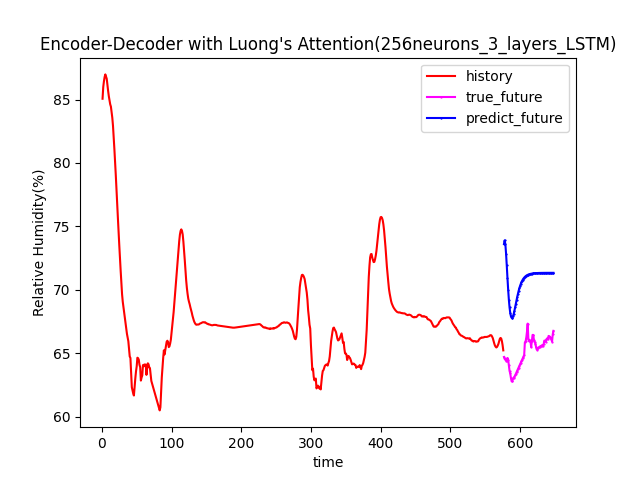 Encoder-Decoder with Luong's Attention(256neurons_3_layers_LSTM)
history
true_future
predict_future
Relative Humidity(%)
85
80
75
70
65
60
0 100 200 300 400 500 600
time